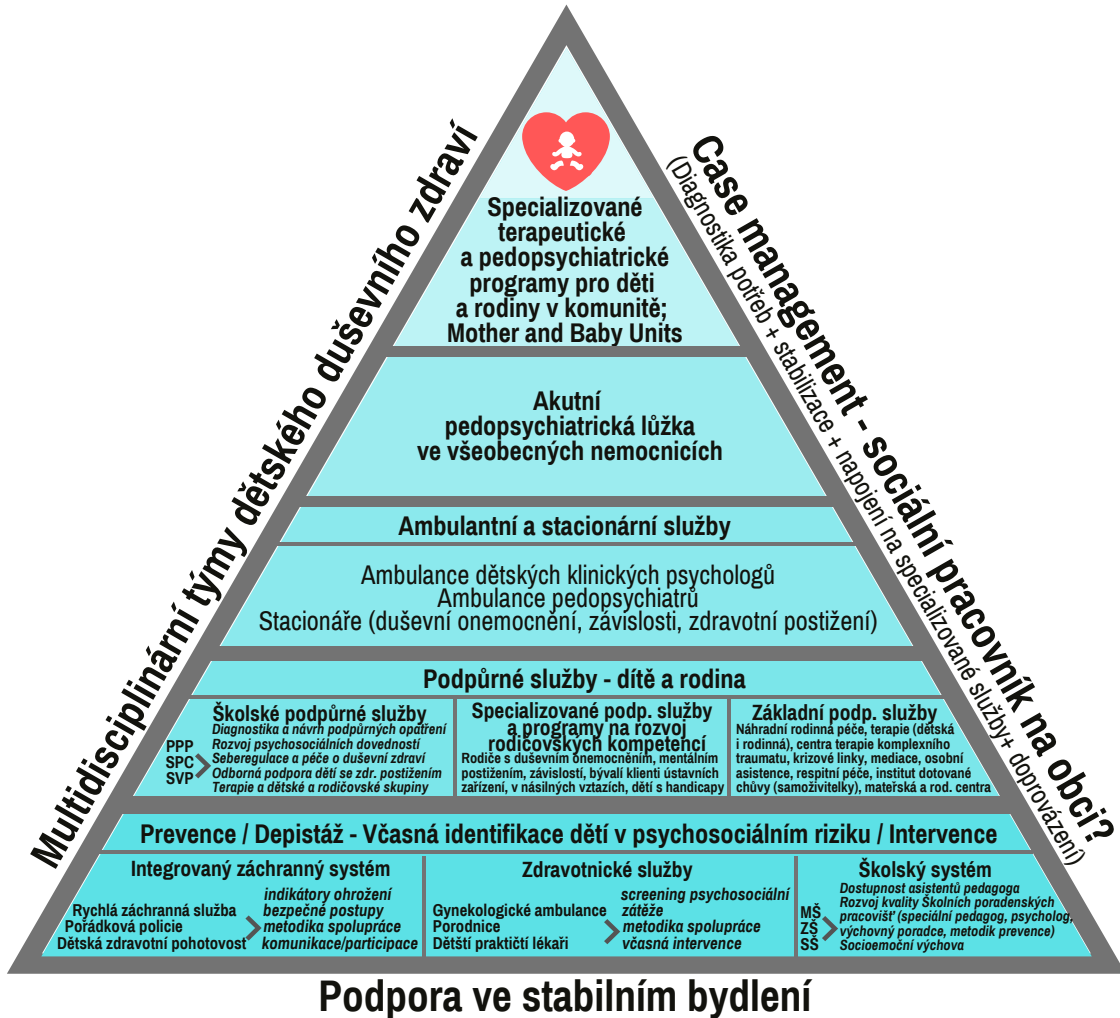 Multidisciplinární týmy dětského duševního zdraví
Case management - sociální pracovník na obci?
(Diagnostika potřeb + stabilizace + napojení na specializované služby+ doprovázení)
Specializované
terapeutické
a pedopsychiatrické
programy pro děti
a rodiny v komunitě;
Mother and Baby Units
Akutní
pedopsychiatrická lůžka
ve všeobecných nemocnicích
Ambulantní a stacionární služby
Ambulance dětských klinických psychologů
Ambulance pedopsychiatrů
Stacionáře (duševní onemocnění, závislosti, zdravotní postižení)
Podpůrné služby - dítě a rodina
Školské podpůrné služby
PPP
SPC
SVP
Diagnostika a návrh podpůrných opatření
Rozvoj psychosociálních dovedností
Seberegulace a péče o duševní zdraví
Odborná podpora dětí se zdr. postižením
Terapie a dětské a rodičovské skupiny
Specializované podp. služby
a programy na rozvoj
rodičovských kompetencí
Rodiče s duševním onemocněním, mentálním
postižením, závislostí, bývalí klienti ústavních
zařízení, v násilných vztazích, dětí s handicapy
Základní podp. služby
Náhradní rodinná péče, terapie (dětská
i rodinná), centra terapie komplexního
traumatu, krizové linky, mediace, osobní
asistence, respitní péče, institut dotované
chůvy (samoživitelky), mateřská a rod. centra
Prevence / Depistáž - Včasná identifikace dětí v psychosociálním riziku / Intervence
Integrovaný záchranný systém
Rychlá záchranná služba
Pořádková policie
Dětská zdravotní pohotovost
indikátory ohrožení
bezpečné postupy
metodika spolupráce
komunikace/participace
Zdravotnické služby
Gynekologické ambulance
Porodnice
Dětští praktičtí lékaři
screening psychosociální
zátěže
metodika spolupráce
včasná intervence
Školský systém
MŠ
ZŠ
SŠ
Dostupnost asistentů pedagoga
Rozvoj kvality Školních poradenských
pracovišť (speciální pedagog, psycholog,
výchovný poradce, metodik prevence)
Socioemoční výchova
Podpora ve stabilním bydlení